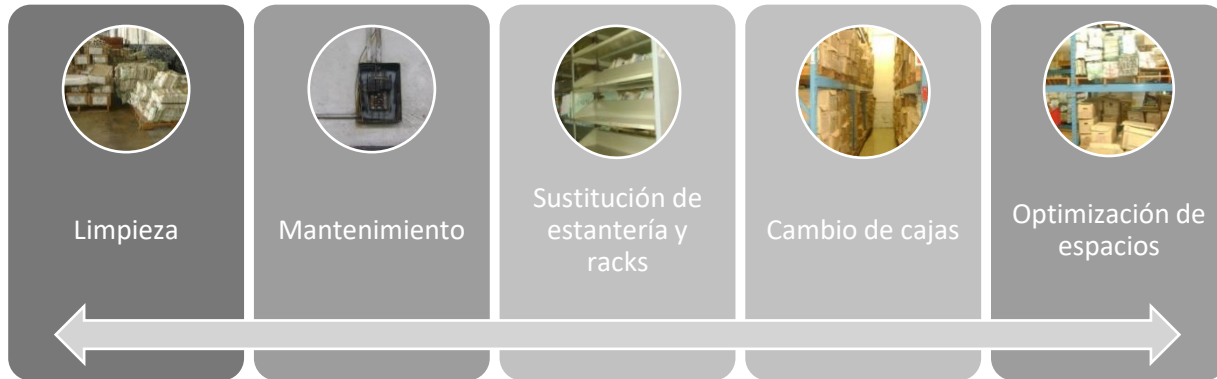 Limpieza
Mantenimiento
Sustitución de
estantería y
racks
Cambio de cajas
Optimización de
espacios